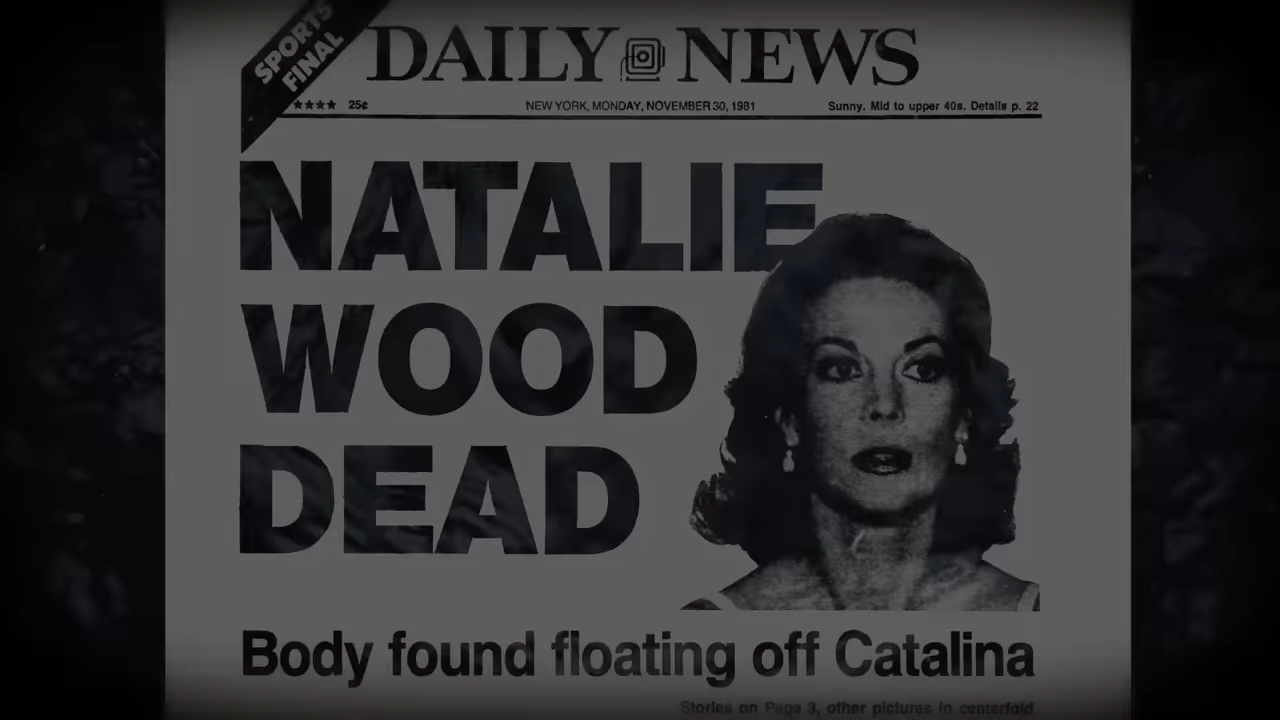 SPORTS
FINAL
DAILY NEWS
★★★★ 25¢ NEW YORK, MONDAY, NOVEMBER 30, 1981 Sunny. Mid to upper 40s. Details p. 22
NATALIE
WOOD
DEAD
Body found floating off Catalina
Stories on Page 3, other pictures in centerfold